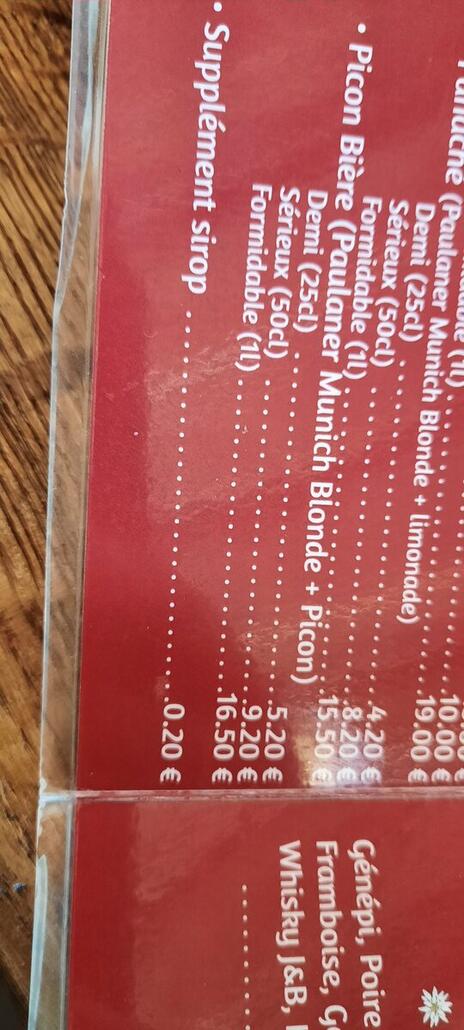 (1l) . . . . . . . . . 10.00 €
19.00 €
Panaché (Paulaner Munich Blonde + limonade)
Demi (25cl) . . . . . . . . . 4.20 €
Sérieux (50cl) . . . . . . . . . 8.20 €
Formidable (1l) . . . . . . . . . 15.50 €
• Picon Bière (Paulaner Munich Blonde + Picon)
Demi (25cl) . . . . . . . . . 5.20 €
Sérieux (50cl) . . . . . . . . . 9.20 €
Formidable (1l) . . . . . . . . . 16.50 €
• Supplément sirop . . . . . . . . . 0.20 €
Génépi, Poire
Framboise,
Whisky J&B,